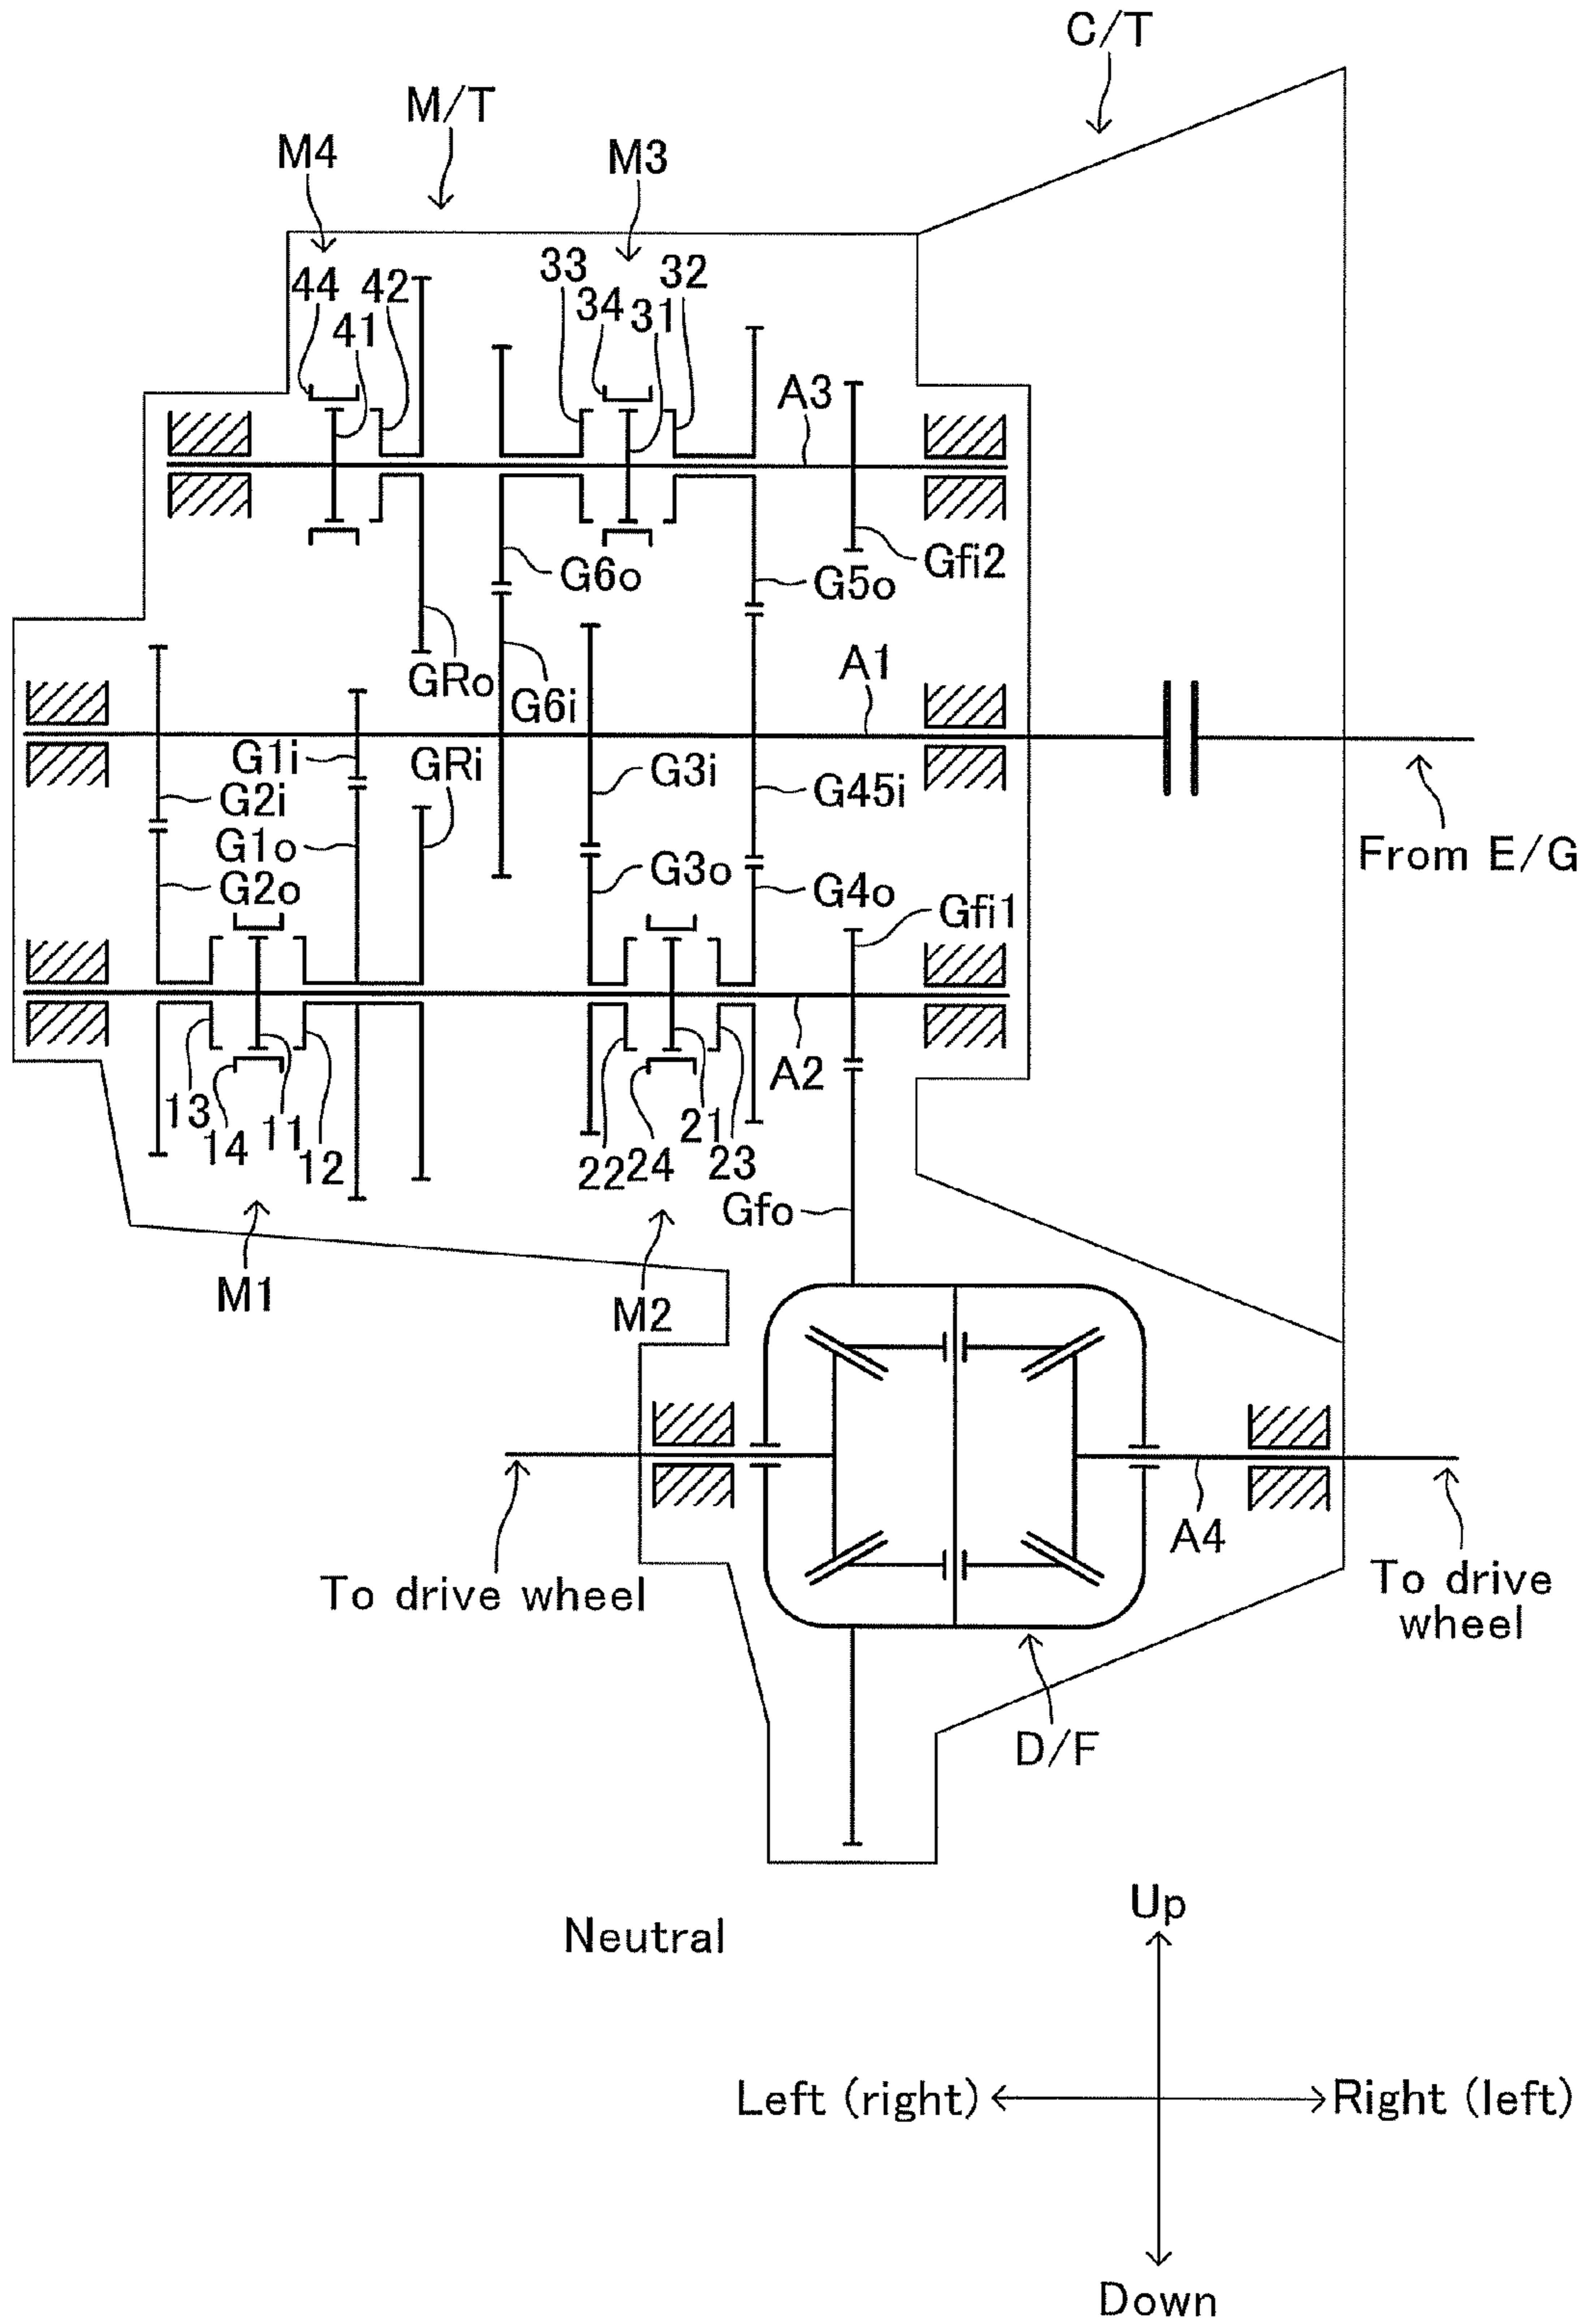 C/T
M/T
M4
M3
33
32
44
42
34
31
41
A3
G6o
G5o
Gfi2
GRo
A1
G6i
G1i
GRi
G3i
G2i
G45i
G1o
From E/G
G3o
G2o
G4o
Gfi1
A2
13
14
11
12
21
22
24
23
Gfo
M1
M2
A4
To drive wheel
To drive
wheel
D/F
Up
Neutral
Left (right)
Right (left)
Down